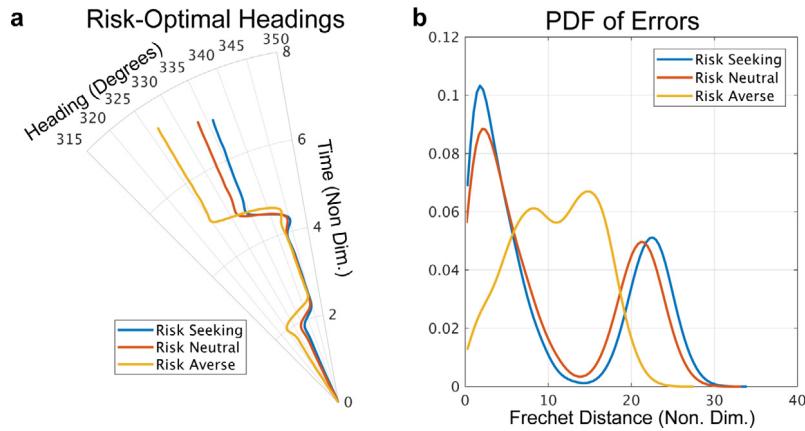 a
Risk-Optimal Headings
Heading (Degrees)
315
320
325
330
335
340
345
350
8
6
4
2
0
Time (Non Dim.)
Risk Seeking
Risk Neutral
Risk Averse
b
PDF of Errors
0.12
0.1
0.08
0.06
0.04
0.02
0
Risk Seeking
Risk Neutral
Risk Averse
0
10
20
30
40
Frechet Distance (Non. Dim.)